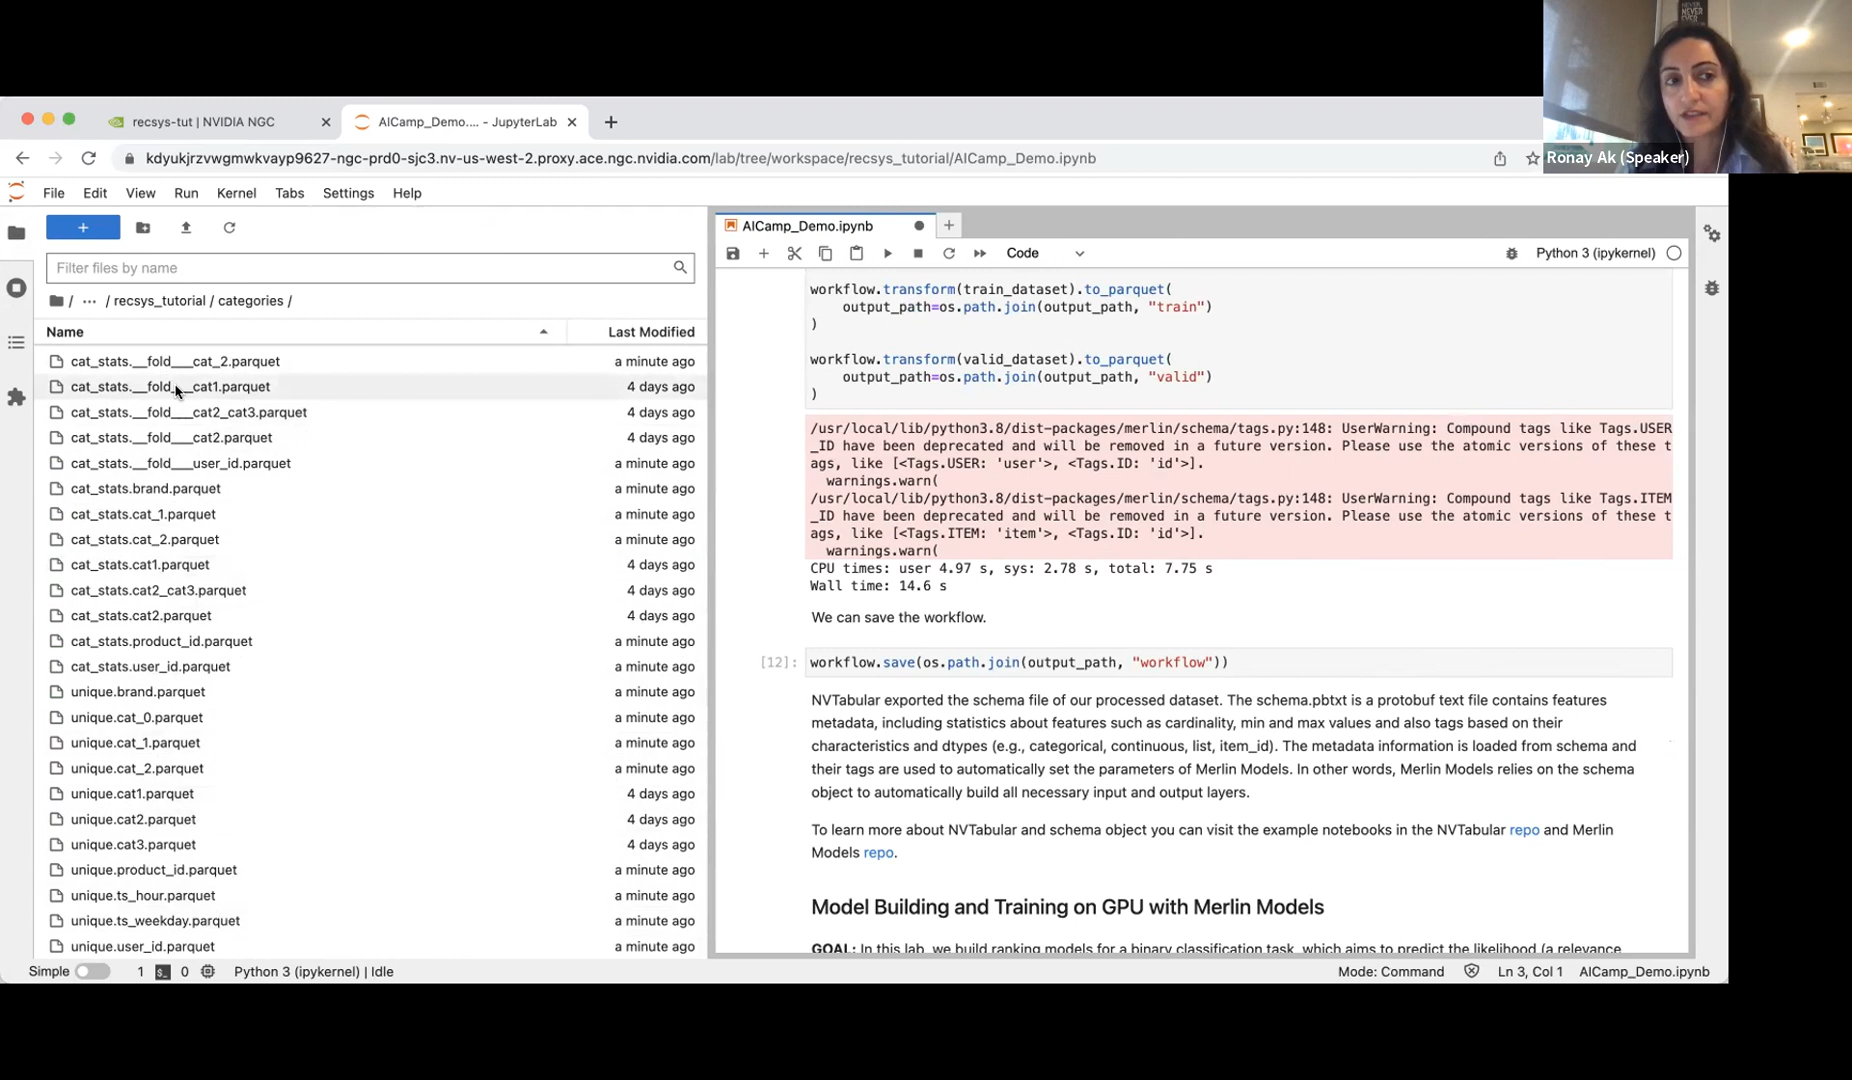 NEVER
NEVER
EVER
Ronay Ak (Speaker)
recsys-tut | NVIDIA NGC
AICamp_Demo.... - JupyterLab
kdyukjrzvwgmwkvayp9627-ngc-prd0-sjc3.nv-us-west-2.proxy.ace.ngc.nvidia.com/lab/tree/workspace/recsys_tutorial/AICamp_Demo.ipynb
File Edit View Run Kernel Tabs Settings Help
+
Filter files by name
/ ... / recsys_tutorial / categories /
Name Last Modified
cat_stats.__fold___cat_2.parquet a minute ago
cat_stats.__fold___cat1.parquet 4 days ago
cat_stats.__fold___cat2_cat3.parquet 4 days ago
cat_stats.__fold___cat2.parquet 4 days ago
cat_stats.__fold___user_id.parquet a minute ago
cat_stats.brand.parquet a minute ago
cat_stats.cat_1.parquet a minute ago
cat_stats.cat_2.parquet a minute ago
cat_stats.cat1.parquet 4 days ago
cat_stats.cat2_cat3.parquet 4 days ago
cat_stats.cat2.parquet 4 days ago
cat_stats.product_id.parquet a minute ago
cat_stats.user_id.parquet a minute ago
unique.brand.parquet a minute ago
unique.cat_0.parquet a minute ago
unique.cat_1.parquet a minute ago
unique.cat_2.parquet a minute ago
unique.cat1.parquet 4 days ago
unique.cat2.parquet 4 days ago
unique.cat3.parquet 4 days ago
unique.product_id.parquet a minute ago
unique.ts_hour.parquet a minute ago
unique.ts_weekday.parquet a minute ago
unique.user_id.parquet a minute ago
AICamp_Demo.ipynb
Code
Python 3 (ipykernel)
workflow.transform(train_dataset).to_parquet(
output_path=os.path.join(output_path, "train")
)
workflow.transform(valid_dataset).to_parquet(
output_path=os.path.join(output_path, "valid")
)
/usr/local/lib/python3.8/dist-packages/merlin/schema/tags.py:148: UserWarning: Compound tags like Tags.USER
_ID have been deprecated and will be removed in a future version. Please use the atomic versions of these t
ags, like [<Tags.USER: 'user'>, <Tags.ID: 'id'>].
warnings.warn(
/usr/local/lib/python3.8/dist-packages/merlin/schema/tags.py:148: UserWarning: Compound tags like Tags.ITEM
_ID have been deprecated and will be removed in a future version. Please use the atomic versions of these t
ags, like [<Tags.ITEM: 'item'>, <Tags.ID: 'id'>].
warnings.warn(
CPU times: user 4.97 s, sys: 2.78 s, total: 7.75 s
Wall time: 14.6 s
We can save the workflow.
[12]: workflow.save(os.path.join(output_path, "workflow"))
NVTabular exported the schema file of our processed dataset. The schema.pbtxt is a protobuf text file contains features
metadata, including statistics about features such as cardinality, min and max values and also tags based on their
characteristics and dtypes (e.g., categorical, continuous, list, item_id). The metadata information is loaded from schema and
their tags are used to automatically set the parameters of Merlin Models. In other words, Merlin Models relies on the schema
object to automatically build all necessary input and output layers.
To learn more about NVTabular and schema object you can visit the example notebooks in the NVTabular repo and Merlin
Models repo.
Model Building and Training on GPU with Merlin Models
GOAL: In this lab, we build ranking models for a binary classification task, which aims to predict the likelihood (a relevance
Simple 1 $_ 0 Python 3 (ipykernel) | Idle
Mode: Command Ln 3, Col 1 AICamp_Demo.ipynb